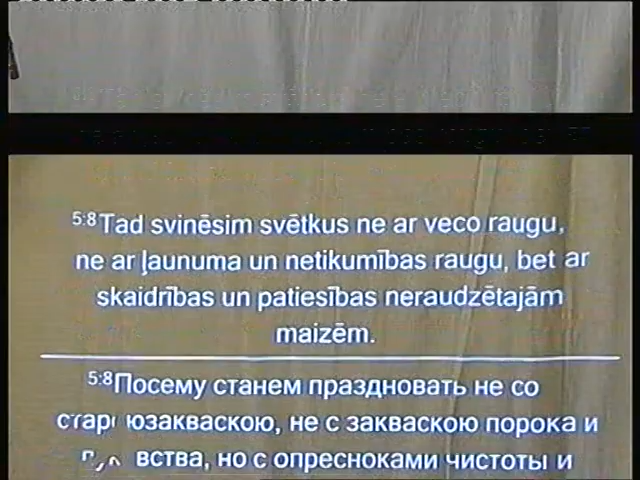 5:8Tad svinēsim svētkus ne ar veco raugu,
ne ar ļaunuma un netikumības raugu, bet ar
skaidrības un patiesības neraudzētajām
maizēm.
5:8Посему станем праздновать не со
закваскою, не с закваскою порока и
но с опресноками чистоты и